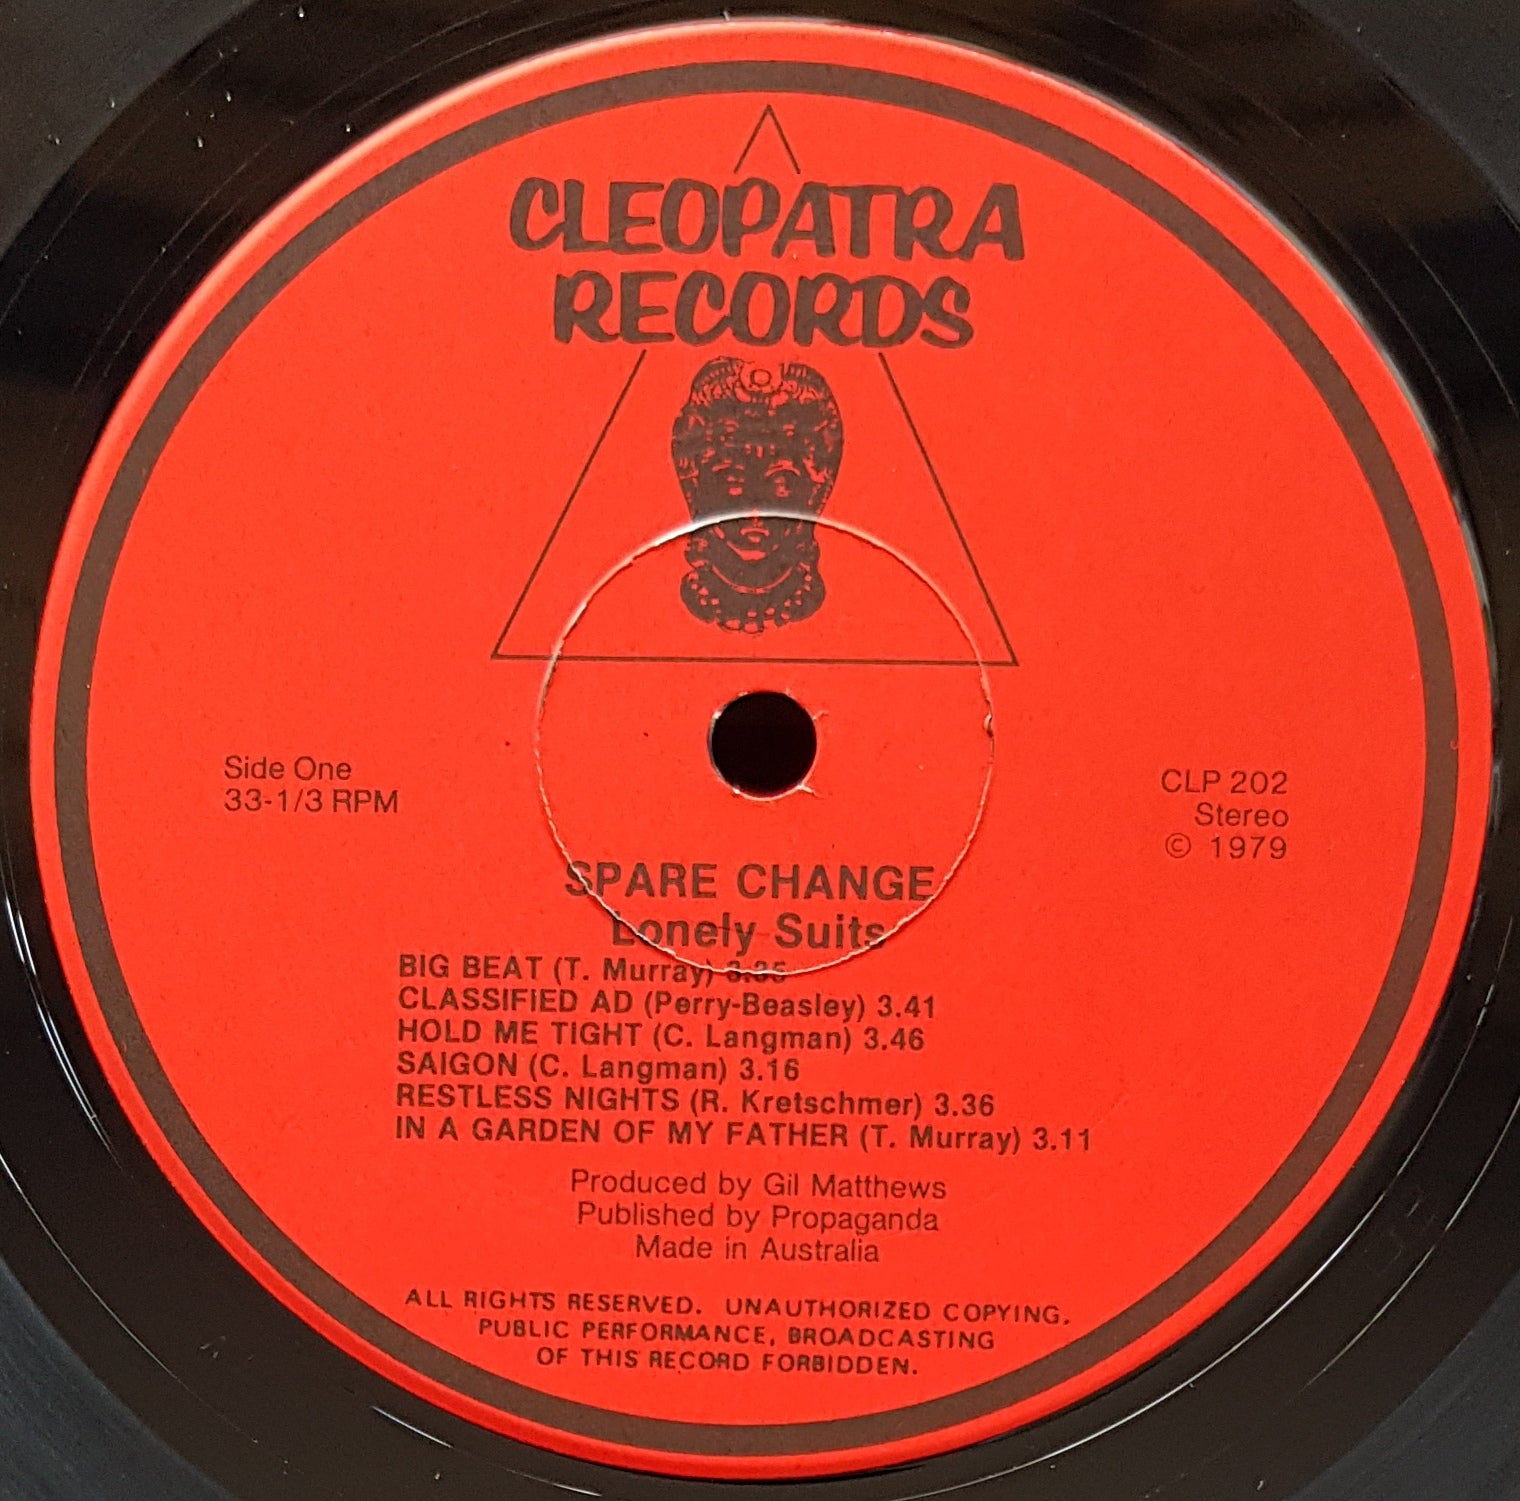 CLEOPATRA
RECORDS
Side One
33-1/3 RPM
CLP 202
Stereo
© 1979
SPARE CHANGE
Lonely Suits
BIG BEAT (T. Murray) 3.35
CLASSIFIED AD (Perry-Beasley) 3.41
HOLD ME TIGHT (C. Langman) 3.46
SAIGON (C. Langman) 3.16
RESTLESS NIGHTS (R. Kretschmer) 3.36
IN A GARDEN OF MY FATHER (T. Murray) 3.11
Produced by Gil Matthews
Published by Propaganda
Made in Australia
ALL RIGHTS RESERVED. UNAUTHORIZED COPYING,
PUBLIC PERFORMANCE, BROADCASTING
OF THIS RECORD FORBIDDEN.